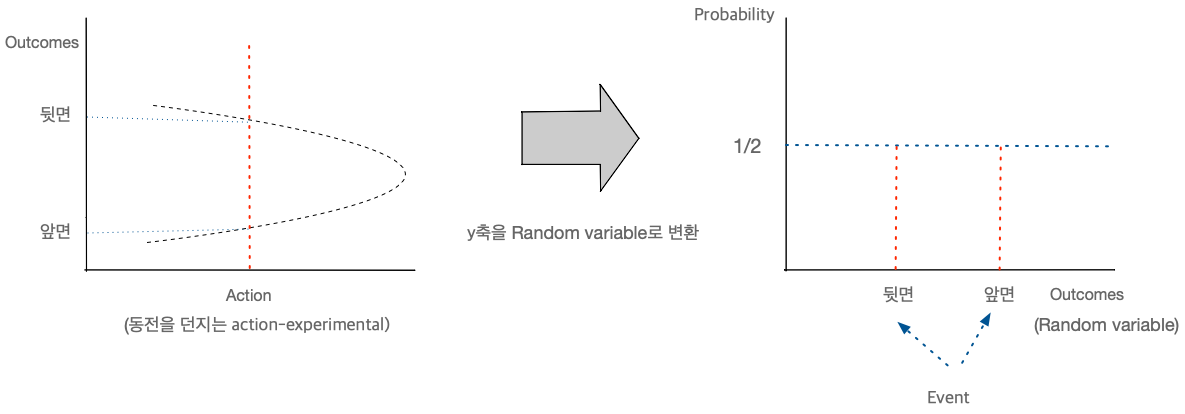 Outcomes
뒷면
앞면
Action
(동전을 던지는 action-experimental)
y축을 Random variable로 변환
Probability
1/2
뒷면
앞면
Outcomes
(Random variable)
Event